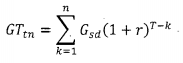 $GT_{tn} = \sum_{k=1}^{n} G_{sd}(1 + r)^{T-k}$